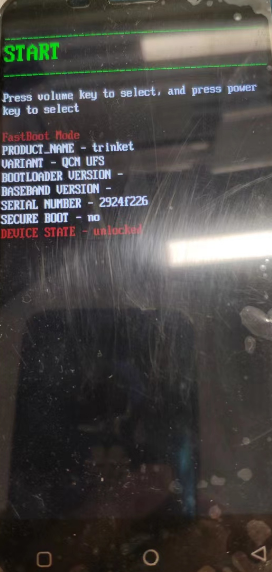 START
Press volume key to select, and press power
key to select
FastBoot Mode
PRODUCT_NAME - trinket
VARIANT - QCM UFS
BOOTLOADER VERSION -
BASEBAND VERSION -
SERIAL NUMBER - 2924f226
SECURE BOOT - no
DEVICE STATE - unlocked